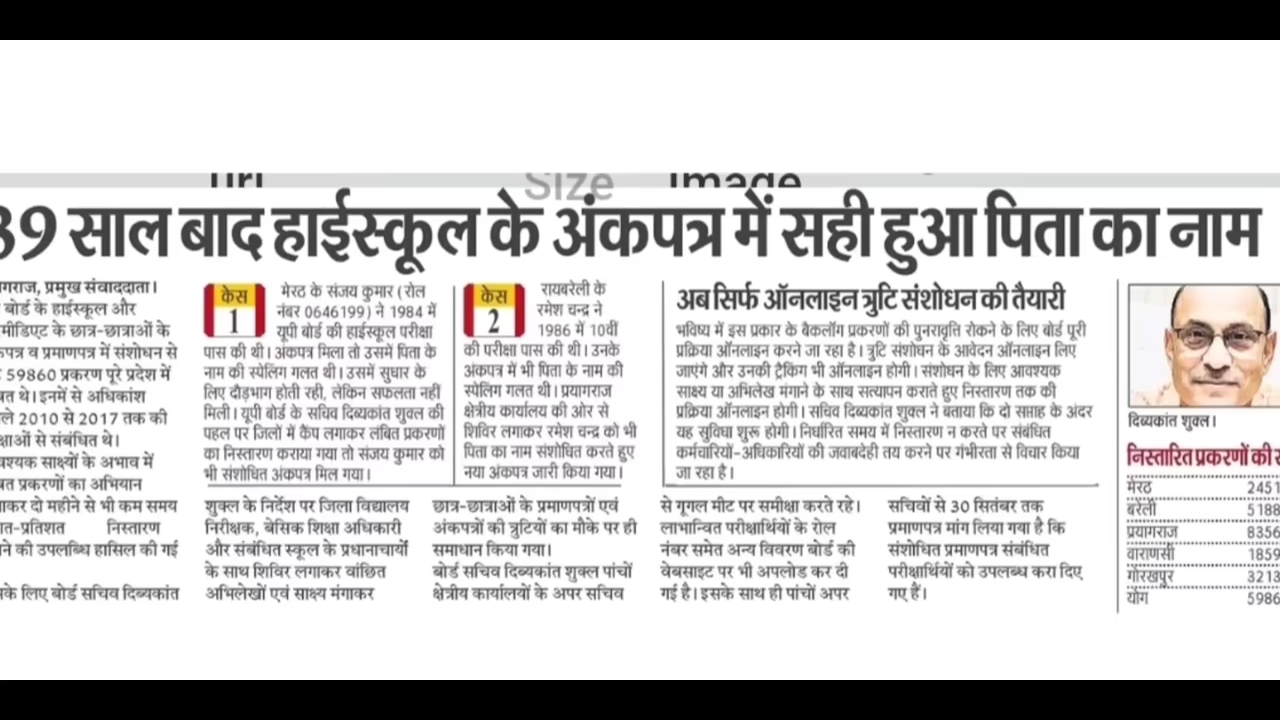 Size
39 साल बाद हाईस्कूल के अंकपत्र में सही हुआ पिता का नाम
प्रमुख संवाददाता।
बोर्ड के हाईस्कूल और
के छात्र-छात्राओं के
व प्रमाणपत्र में संशोधन से
59860 प्रकरण पूरे प्रदेश में
थे। इनमें से अधिकांश
2010 से 2017 तक की
से संबंधित थे।
साक्ष्यों के अभाव में
प्रकरणों का अभियान
दो महीने से भी कम समय
निस्तारण
की उपलब्धि हासिल की गई
लिए बोर्ड सचिव दिव्यकांत
केस
1
मेरठ के संजय कुमार (रोल
नंबर 0646199) ने 1984 में
यूपी बोर्ड की हाईस्कूल परीक्षा
पास की थी। अंकपत्र मिला तो उसमें पिता के
नाम की स्पेलिंग गलत थी। उसमें सुधार के
लिए दौड़भाग होती रही, लेकिन सफलता नहीं
मिली। यूपी बोर्ड के सचिव दिब्यकांत शुक्ल की
पहल पर जिलों में कैंप लगाकर लंबित प्रकरणों
का निस्तारण कराया गया तो संजय कुमार को
भी संशोधित अंकपत्र मिल गया।
केस
2
रायबरेली के
रमेश चन्द्र ने
1986 में 10वीं
की परीक्षा पास की थी। उनके
अंकपत्र में भी पिता के नाम की
स्पेलिंग गलत थी। प्रयागराज
क्षेत्रीय कार्यालय की ओर से
शिविर लगाकर रमेश चन्द्र को भी
पिता का नाम संशोधित करते हुए
नया अंकपत्र जारी किया गया।
शुक्ल के निर्देश पर जिला विद्यालय
निरीक्षक, बेसिक शिक्षा अधिकारी
और संबंधित स्कूल के प्रधानाचार्यों
के साथ शिविर लगाकर वांछित
अभिलेखों एवं साक्ष्य मंगाकर
छात्र-छात्राओं के प्रमाणपत्रों एवं
अंकपत्रों की त्रुटियों का मौके पर ही
समाधान किया गया।
बोर्ड सचिव दिब्यकांत शुक्ल पांचों
क्षेत्रीय कार्यालयों के अपर सचिव
अब सिर्फ ऑनलाइन त्रुटि संशोधन की तैयारी
भविष्य में इस प्रकार के बैकलॉग प्रकरणों की पुनरावृत्ति रोकने के लिए बोर्ड पूरी
प्रक्रिया ऑनलाइन करने जा रहा है। त्रुटि संशोधन के आवेदन ऑनलाइन लिए
जाएंगे और उनकी ट्रैकिंग भी ऑनलाइन होगी। संशोधन के लिए आवश्यक
साक्ष्य या अभिलेख मंगाने के साथ सत्यापन कराते हुए निस्तारण तक की
प्रक्रिया ऑनलाइन होगी। सचिव दिब्यकांत शुक्ल ने बताया कि दो सप्ताह के अंदर
यह सुविधा शुरू होगी। निर्धारित समय में निस्तारण न करने पर संबंधित
कर्मचारियों-अधिकारियों की जवाबदेही तय करने पर गंभीरता से विचार किया
जा रहा है।
से गूगल मीट पर समीक्षा करते रहे।
लाभान्वित परीक्षार्थियों के रोल
नंबर समेत अन्य विवरण बोर्ड की
वेबसाइट पर भी अपलोड कर दी
गई है। इसके साथ ही पांचों अपर
सचिवों से 30 सितंबर तक
प्रमाणपत्र मांग लिया गया है कि
संशोधित प्रमाणपत्र संबंधित
परीक्षार्थियों को उपलब्ध करा दिए
गए हैं।
दिब्यकांत शुक्ल।
निस्तारित प्रकरणों की
मेरठ 2451
बरेली 5188
प्रयागराज 8356
वाराणसी 1859
गोरखपुर 3213
योग 5986